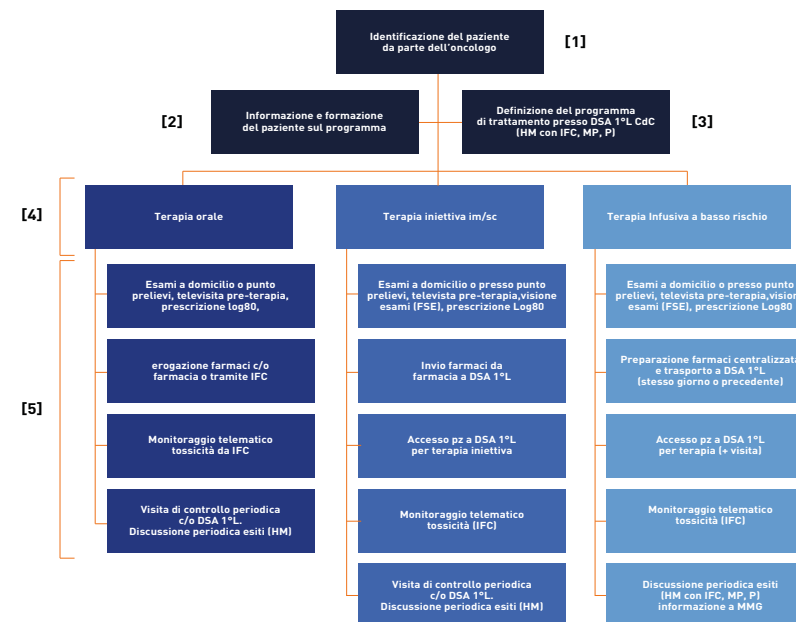 Identificazione del paziente
da parte dell'oncologo
[1]
[2]
Informazione e formazione
del paziente sul programma
Definizione del programma
di trattamento presso DSA 1°L CdC
(HM con IFC, MP, P)
[3]
[4]
Terapia orale
Terapia iniettiva im/sc
Terapia Infusiva a basso rischio
[5]
Esami a domicilio o punto
prelievi, televisita pre-terapia,
prescrizione log80,
erogazione farmaci c/o
farmacia o tramite IFC
Monitoraggio telematico
tossicità da IFC
Visita di controllo periodica
c/o DSA 1°L.
Discussione periodica esiti (HM)
Esami a domicilio o presso punto
prelievi, televista pre-terapia,visione
esami (FSE), prescrizione Log80
Invio farmaci da
farmacia a DSA 1°L
Accesso pz a DSA 1°L
per terapia iniettiva
Monitoraggio telematico
tossicità (IFC)
Visita di controllo periodica
c/o DSA 1°L.
Discussione periodica esiti (HM)
Esami a domicilio o presso punto
prelievi, televista pre-terapia,vision
esami (FSE), prescrizione Log80
Preparazione farmaci centralizzata
e trasporto a DSA 1°L
(stesso giorno o precedente)
Accesso pz a DSA 1°L
per terapia (+ visita)
Monitoraggio telematico
tossicità (IFC)
Discussione periodica esiti
(HM con IFC, MP, P)
informazione a MMG